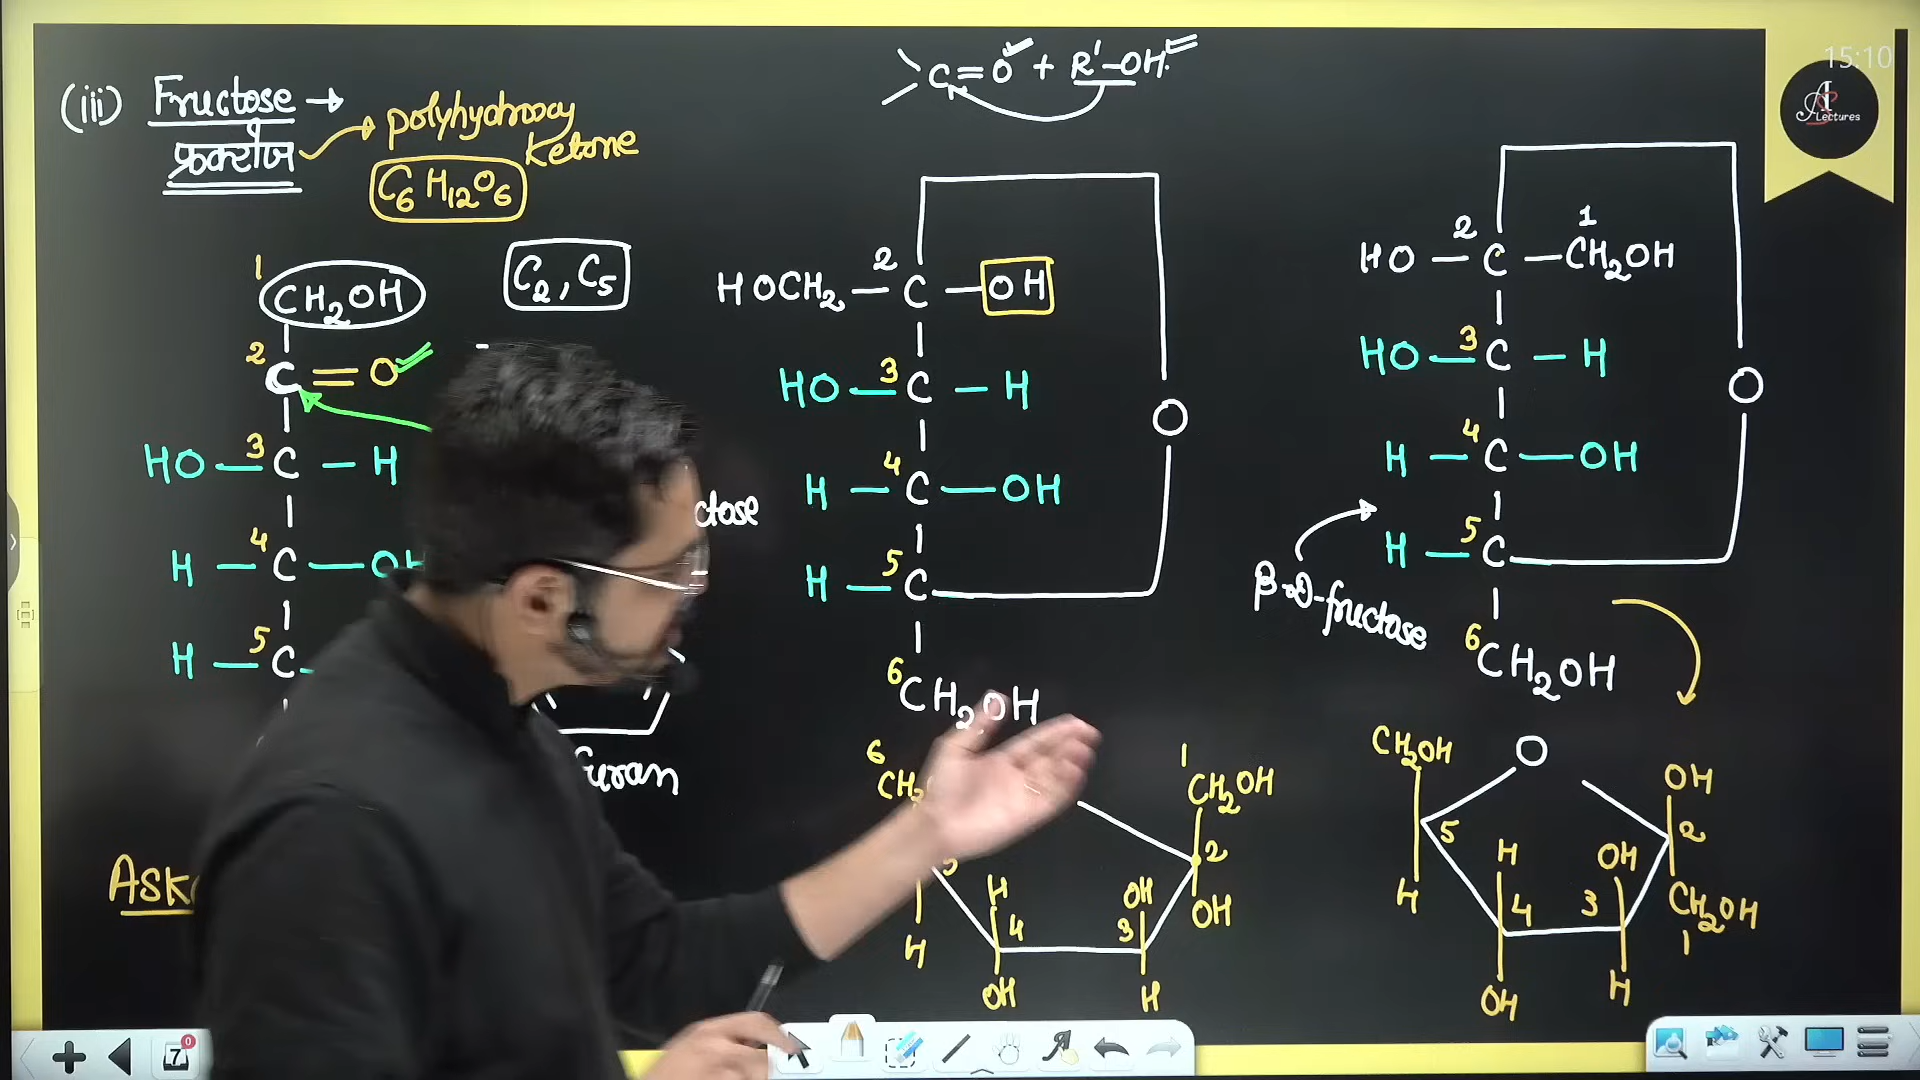 (iii) Fructose →
फ्रक्टोज
polyhydroxy
Ketone
C6H12O6
C=O + R'-OH
C2, C5
1
CH2OH
2
C=O
HO-3C-H
H-4C-OH
H-5C-
2
HOCH2-C-OH
HO-3C-H
O
H-4C-OH
H-5C
6CH2OH
2 1
HO-C-CH2OH
HO-3C-H
O
H-4C-OH
H-5C
6CH2OH
β-D-fructose
ctose
Furan
6 1
CH2OH
2
H OH
4 3
OH
H
OH H
CH2OH O
OH
5 2
H OH
4 3
H
CH2OH
1
OH H
15:10
A
Lectures
7
0